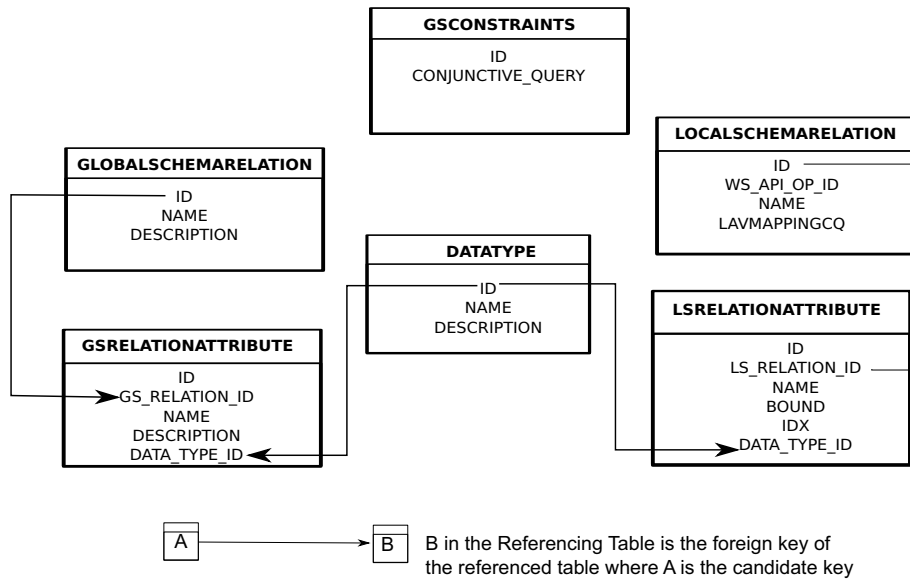 GSCONSTRAINTS
ID
CONJUNCTIVE_QUERY
LOCALSCHEMARELATION
ID
WS_API_OP_ID
NAME
LAVMAPPINGCQ
GLOBALSCHEMARELATION
ID
NAME
DESCRIPTION
DATATYPE
ID
NAME
DESCRIPTION
LSRELATIONATTRIBUTE
ID
LS_RELATION_ID
NAME
BOUND
IDX
DATA_TYPE_ID
GSRELATIONATTRIBUTE
ID
GS_RELATION_ID
NAME
DESCRIPTION
DATA_TYPE_ID
A
B
B in the Referencing Table is the foreign key of
the referenced table where A is the candidate key